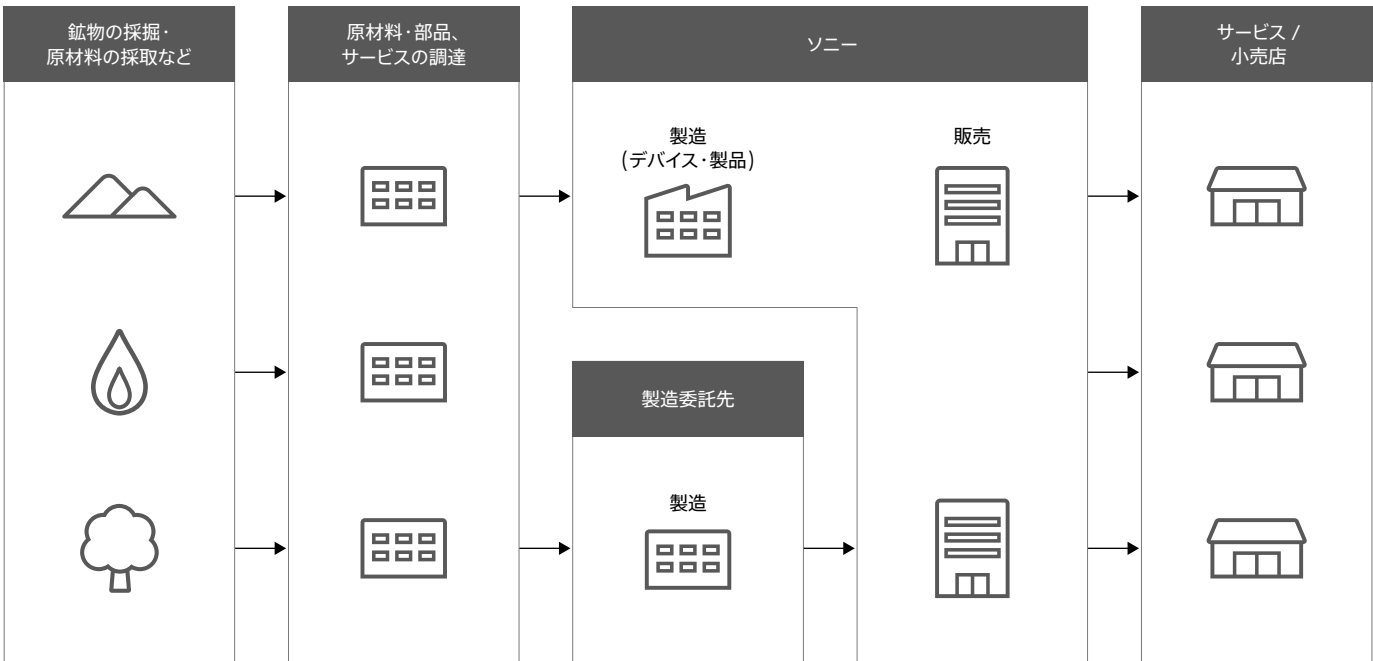 鉱物の採掘・
原材料の採取など
原材料・部品、
サービスの調達
ソニー
サービス /
小売店
製造
(デバイス・製品)
販売
製造委託先
製造